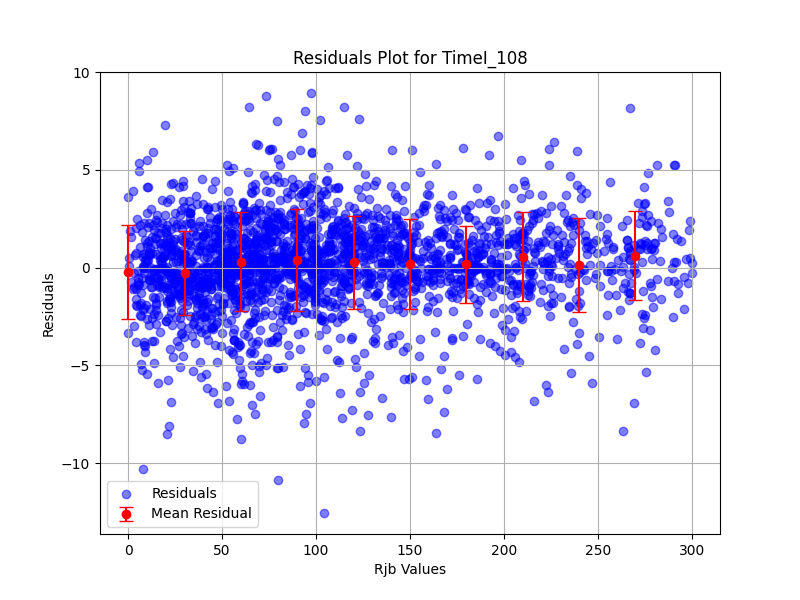 Residuals Plot for TimeI_108
10
5
0
−5
−10
Residuals
Residuals
Mean Residual
0 50 100 150 200 250 300
Rjb Values